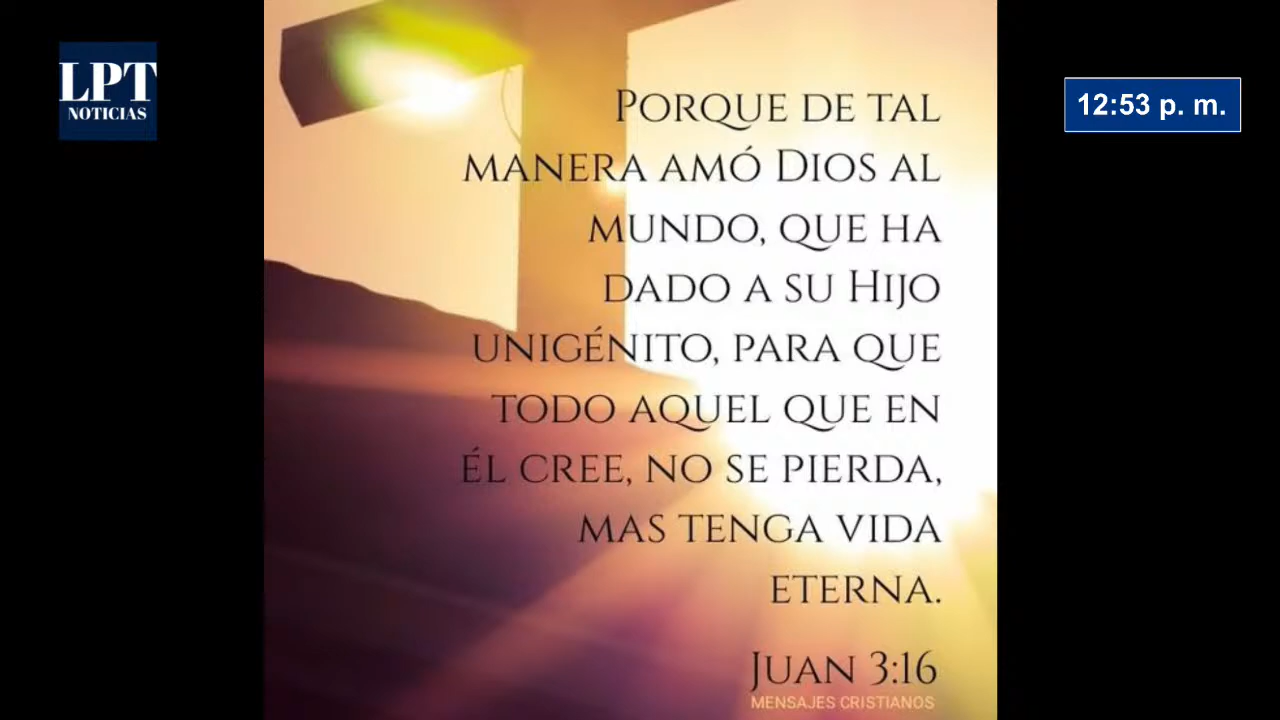 LPT
NOTICIAS
12:53 p. m.
Porque de tal
manera amó Dios al
mundo, que ha
dado a su Hijo
unigénito, para que
todo aquel que en
Él cree, no se pierda,
mas tenga vida
eterna.
Juan 3:16
MENSAJES CRISTIANOS